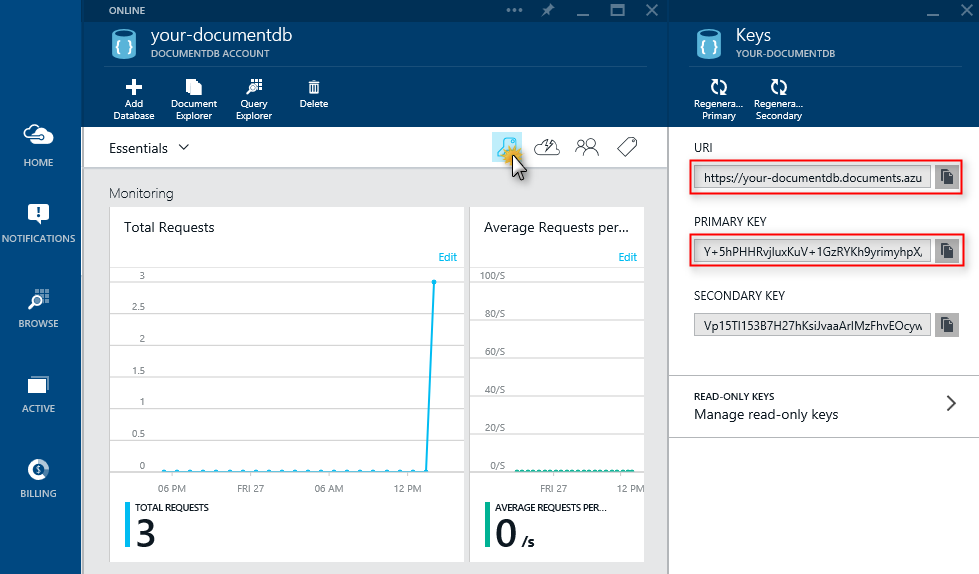 ONLINE
your-documentdb
DOCUMENTDB ACCOUNT
Add Database
Document Explorer
Query Explorer
Delete
Essentials
HOME
NOTIFICATIONS
BROWSE
ACTIVE
BILLING
Monitoring
Total Requests
Edit
3
2.5
2
1.5
1
0.5
0
06 PM
FRI 27
06 AM
12 PM
TOTAL REQUESTS
3
Average Requests per...
Edit
100/S
80/S
60/S
40/S
20/S
0/S
FRI 27
12 PM
AVERAGE REQUESTS PER...
0 /s
Keys
YOUR-DOCUMENTDB
Regenera... Primary
Regenera... Secondary
URI
https://your-documentdb.documents.azu
PRIMARY KEY
SECONDARY KEY
READ-ONLY KEYS
Manage read-only keys